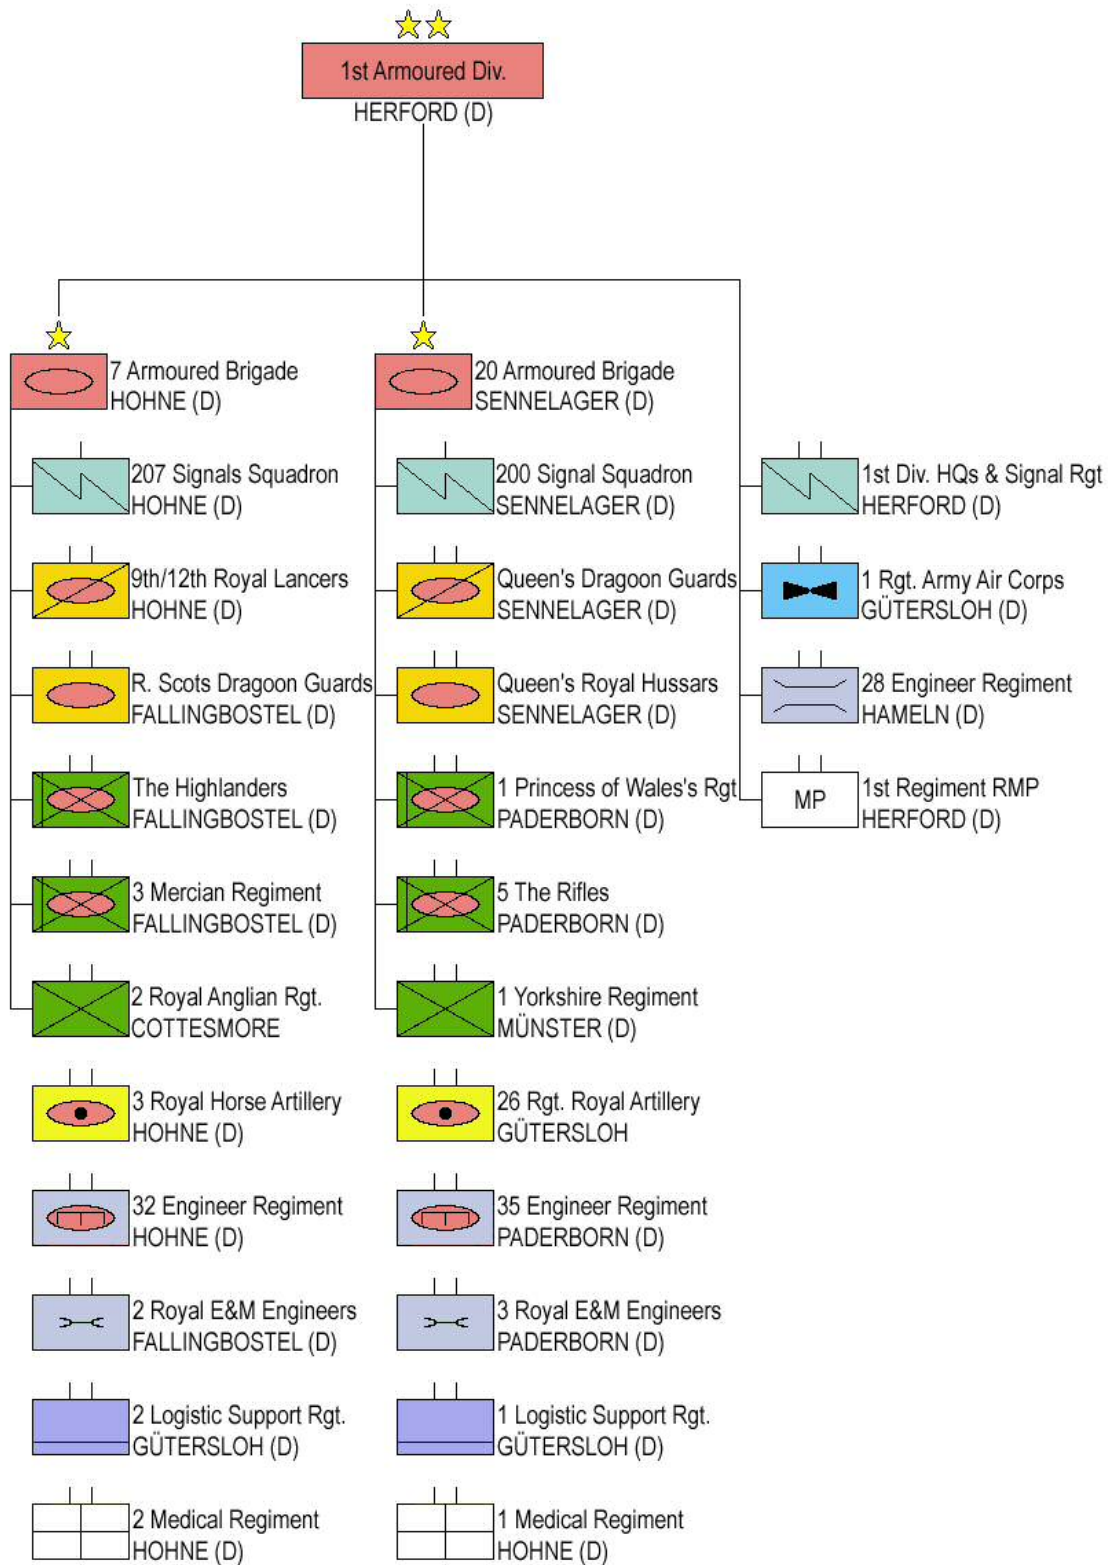 1st Armoured Div.
HERFORD (D)
7 Armoured Brigade
HOHNE (D)
207 Signals Squadron
HOHNE (D)
9th/12th Royal Lancers
HOHNE (D)
R. Scots Dragoon Guards
FALLINGBOSTEL (D)
The Highlanders
FALLINGBOSTEL (D)
3 Mercian Regiment
FALLINGBOSTEL (D)
2 Royal Anglian Rgt.
COTTESMORE
3 Royal Horse Artillery
HOHNE (D)
32 Engineer Regiment
HOHNE (D)
2 Royal E&M Engineers
FALLINGBOSTEL (D)
2 Logistic Support Rgt.
GÜTERSLOH (D)
2 Medical Regiment
HOHNE (D)
20 Armoured Brigade
SENNELAGER (D)
200 Signal Squadron
SENNELAGER (D)
Queen's Dragoon Guards
SENNELAGER (D)
Queen's Royal Hussars
SENNELAGER (D)
1 Princess of Wales's Rgt
PADERBORN (D)
5 The Rifles
PADERBORN (D)
1 Yorkshire Regiment
MÜNSTER (D)
26 Rgt. Royal Artillery
GÜTERSLOH
35 Engineer Regiment
PADERBORN (D)
3 Royal E&M Engineers
PADERBORN (D)
1 Logistic Support Rgt.
GÜTERSLOH (D)
1 Medical Regiment
HOHNE (D)
1st Div. HQs & Signal Rgt
HERFORD (D)
1 Rgt. Army Air Corps
GÜTERSLOH (D)
28 Engineer Regiment
HAMELN (D)
MP
1st Regiment RMP
HERFORD (D)